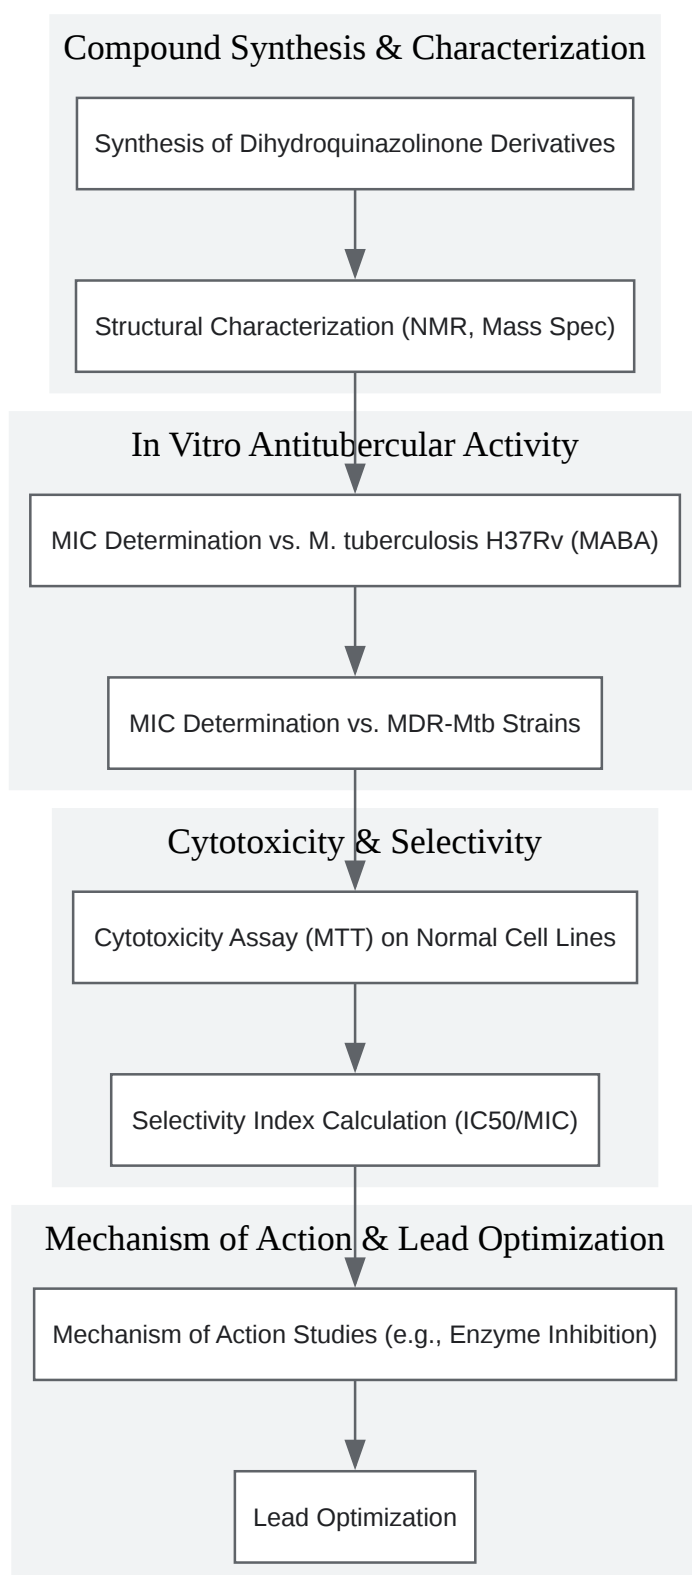 Compound Synthesis & Characterization
Synthesis of Dihydroquinazolinone Derivatives
Structural Characterization (NMR, Mass Spec)
In Vitro Antitubercular Activity
MIC Determination vs. M. tuberculosis H37Rv (MABA)
MIC Determination vs. MDR-Mtb Strains
Cytotoxicity & Selectivity
Cytotoxicity Assay (MTT) on Normal Cell Lines
Selectivity Index Calculation (IC50/MIC)
Mechanism of Action & Lead Optimization
Mechanism of Action Studies (e.g., Enzyme Inhibition)
Lead Optimization